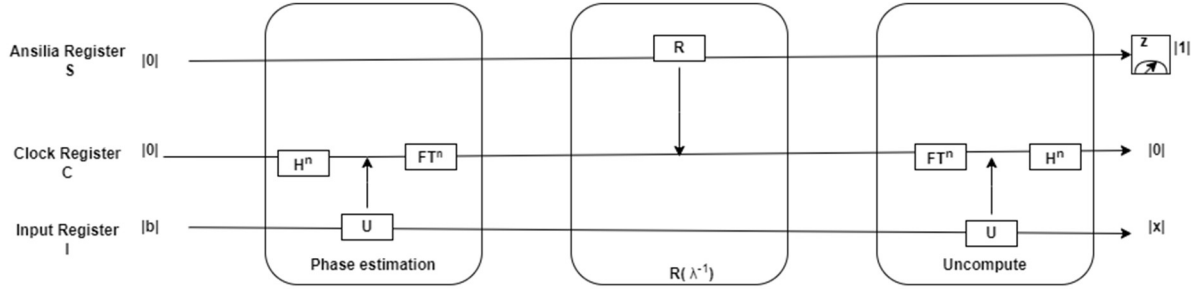 Ansilia Register
S
|0|
R
z
|1|
Clock Register
C
|0|
Hⁿ
FTⁿ
FTⁿ
Hⁿ
|0|
Input Register
I
|b|
U
U
|x|
Phase estimation
R( λ⁻¹)
Uncompute